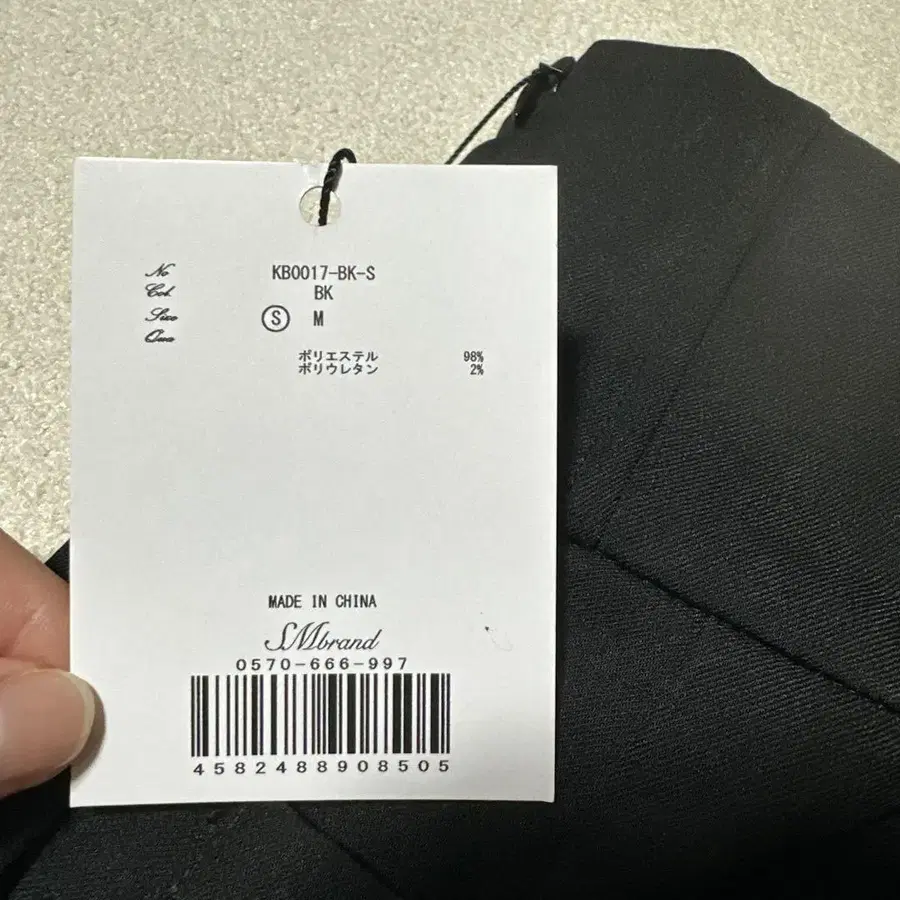 No KB0017-BK-S
Col. BK
Size S M
Qua
ポリエステル 98%
ポリウレタン 2%
MADE IN CHINA
SMbrand
0570-666-997
4582488908505